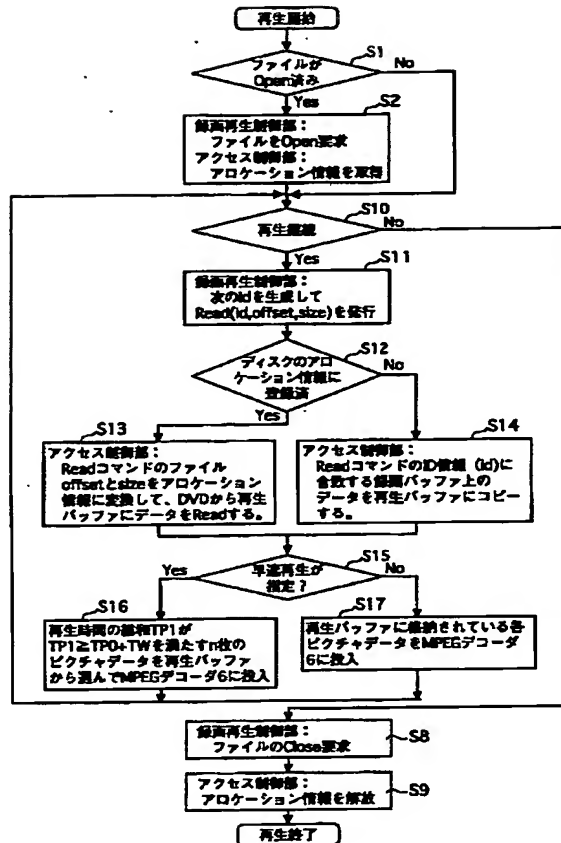 再生開始
S1
ファイルが
Open済み
No
Yes
S2
録画再生制御部：
ファイルをOpen要求
アクセス制御部：
アロケーション情報を取得
S10
再生継続
No
Yes
S11
録画再生制御部：
次のidを生成して
Read(id,offset,size)を発行
S12
ディスクのアロ
ケーション情報に
登録済
No
Yes
S13
アクセス制御部：
Readコマンドのファイル
offsetとsizeをアロケーション
情報に変換して、DVDから再生
バッファにデータをReadする。
S14
アクセス制御部：
ReadコマンドのID情報（id)に
合致する録画バッファ上の
データを再生バッファにコピー
する。
S15
早速再生が
指定？
Yes
No
S16
再生時間の総和TP1が
TP1≧TP0+TWを満たすn枚の
ピクチャデータを再生バッファ
から選んでMPEGデコーダ6に投入
S17
再生バッファに格納されている各
ピクチャデータをMPEGデコーダ
6に投入
S8
録画再生制御部：
ファイルのClose要求
S9
アクセス制御部：
アロケーション情報を解放
再生終了